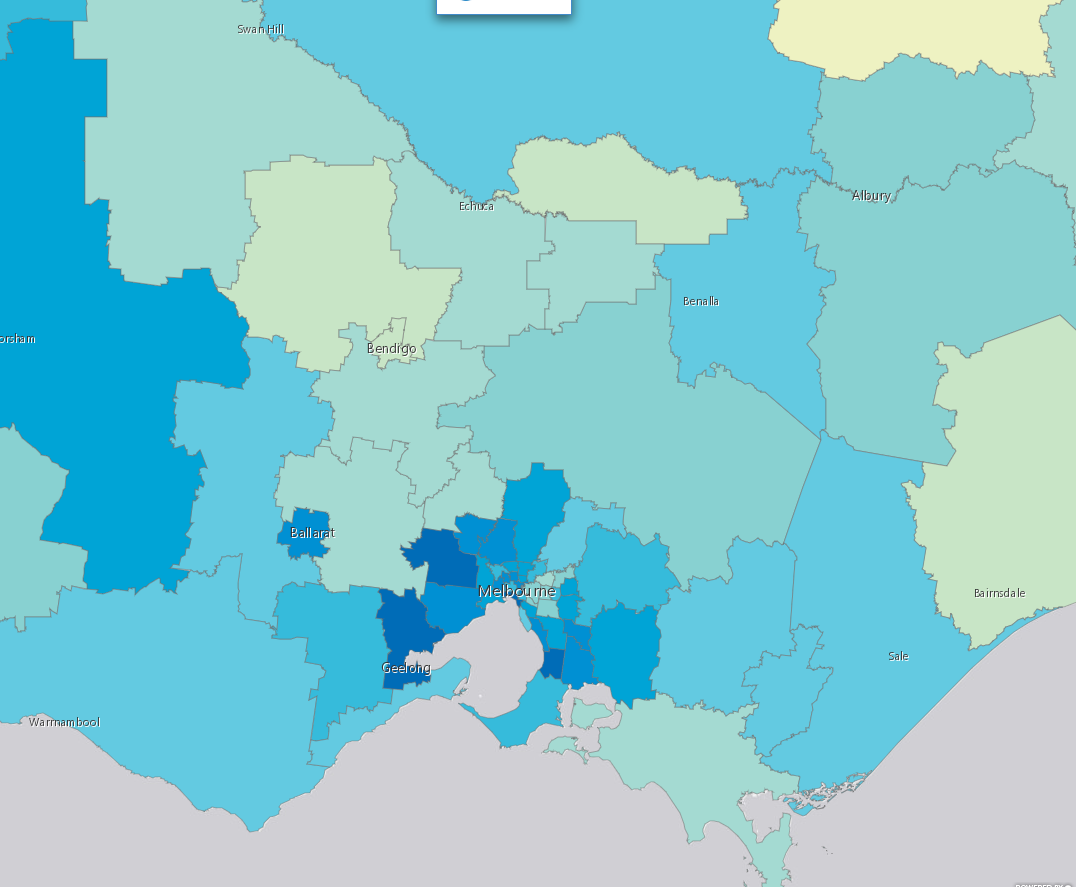 Swan Hill
Albury
Echuca
Benalla
orsham
Bendigo
Ballarat
Melbourne
Bairnsdale
Sale
Geelong
Warrnambool